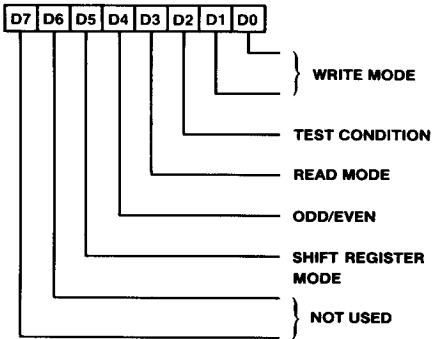 D7 D6 D5 D4 D3 D2 D1 D0
WRITE MODE
TEST CONDITION
READ MODE
ODD/EVEN
SHIFT REGISTER
MODE
NOT USED